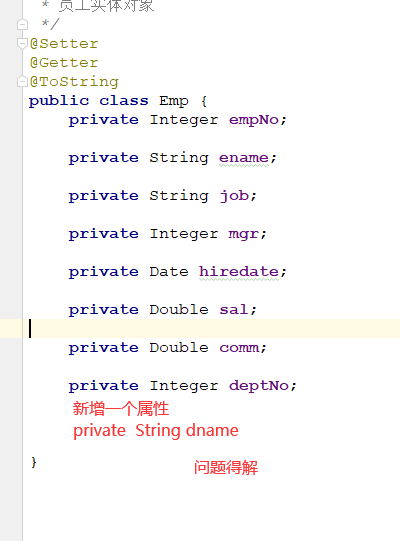 * 员工实体对象
*/
@Setter
@Getter
@ToString
public class Emp {
private Integer empNo;
private String ename;
private String job;
private Integer mgr;
private Date hiredate;
private Double sal;
private Double comm;
private Integer deptNo;
新增一个属性
private String dname
}
问题得解